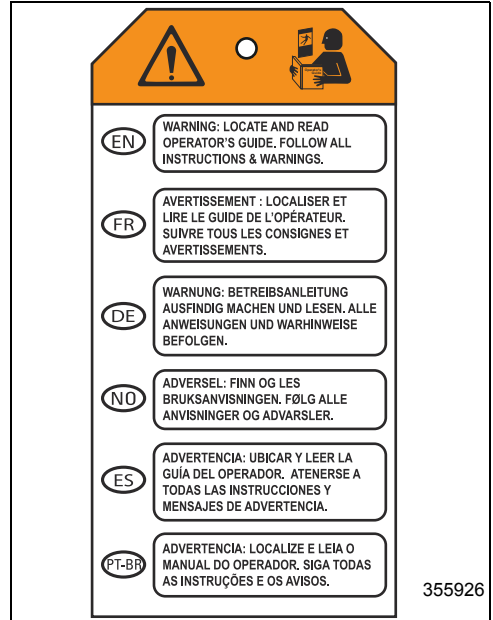 EN
WARNING: LOCATE AND READ
OPERATOR'S GUIDE. FOLLOW ALL
INSTRUCTIONS & WARNINGS.
FR
AVERTISSEMENT : LOCALISER ET
LIRE LE GUIDE DE L'OPÉRATEUR.
SUIVRE TOUS LES CONSIGNES ET
AVERTISSEMENTS.
DE
WARNUNG: BETREIBSANLEITUNG
AUSFINDIG MACHEN UND LESEN. ALLE
ANWEISUNGEN UND WARHINWEISE
BEFOLGEN.
NO
ADVERSEL: FINN OG LES
BRUKSANVISNINGEN. FØLG ALLE
ANVISNINGER OG ADVARSLER.
ES
ADVERTENCIA: UBICAR Y LEER LA
GUÍA DEL OPERADOR. ATENERSE A
TODAS LAS INSTRUCCIONES Y
MENSAJES DE ADVERTENCIA.
PT-BR
ADVERTENCIA: LOCALIZE E LEIA O
MANUAL DO OPERADOR. SIGA TODAS
AS INSTRUÇÕES E OS AVISOS.
355926